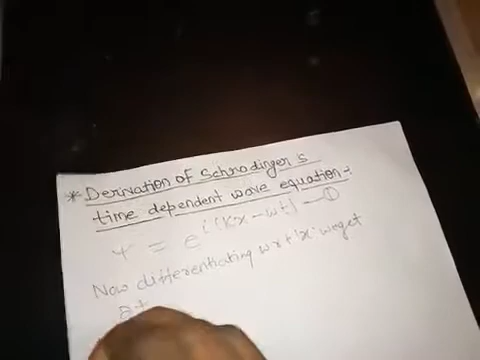 * Derivation of Schrodinger's
time dependent wave equation:-
Ψ = e^i(Kx-ωt) —①
Now differentiating w r t 'x' we get